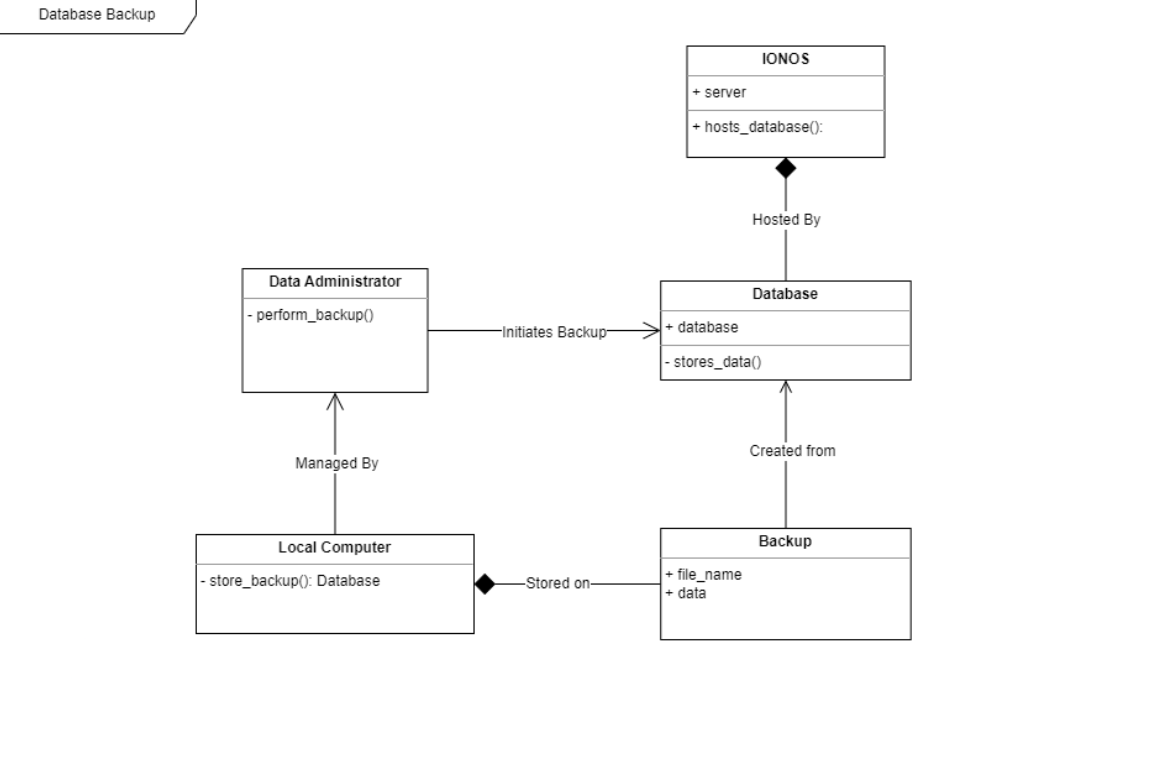 Database Backup
IONOS
+ server
+ hosts_database():
Hosted By
Data Administrator
- perform_backup()
Initiates Backup
Database
+ database
- stores_data()
Managed By
Created from
Local Computer
- store_backup(): Database
Stored on
Backup
+ file_name
+ data